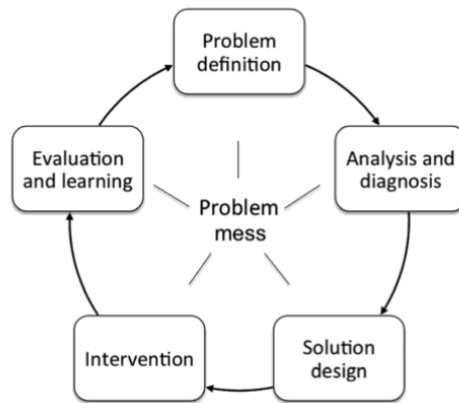 Problem
definition
Analysis and
diagnosis
Solution
design
Intervention
Evaluation
and learning
Problem
mess